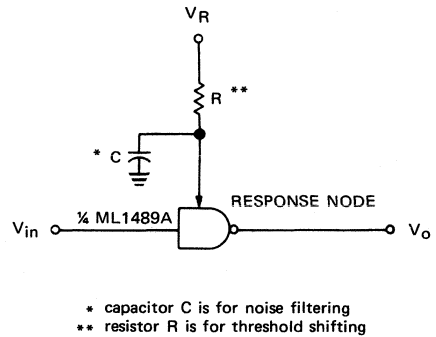 VR
R **
* C
RESPONSE NODE
¼ ML1489A
Vin
Vo
* capacitor C is for noise filtering
** resistor R is for threshold shifting